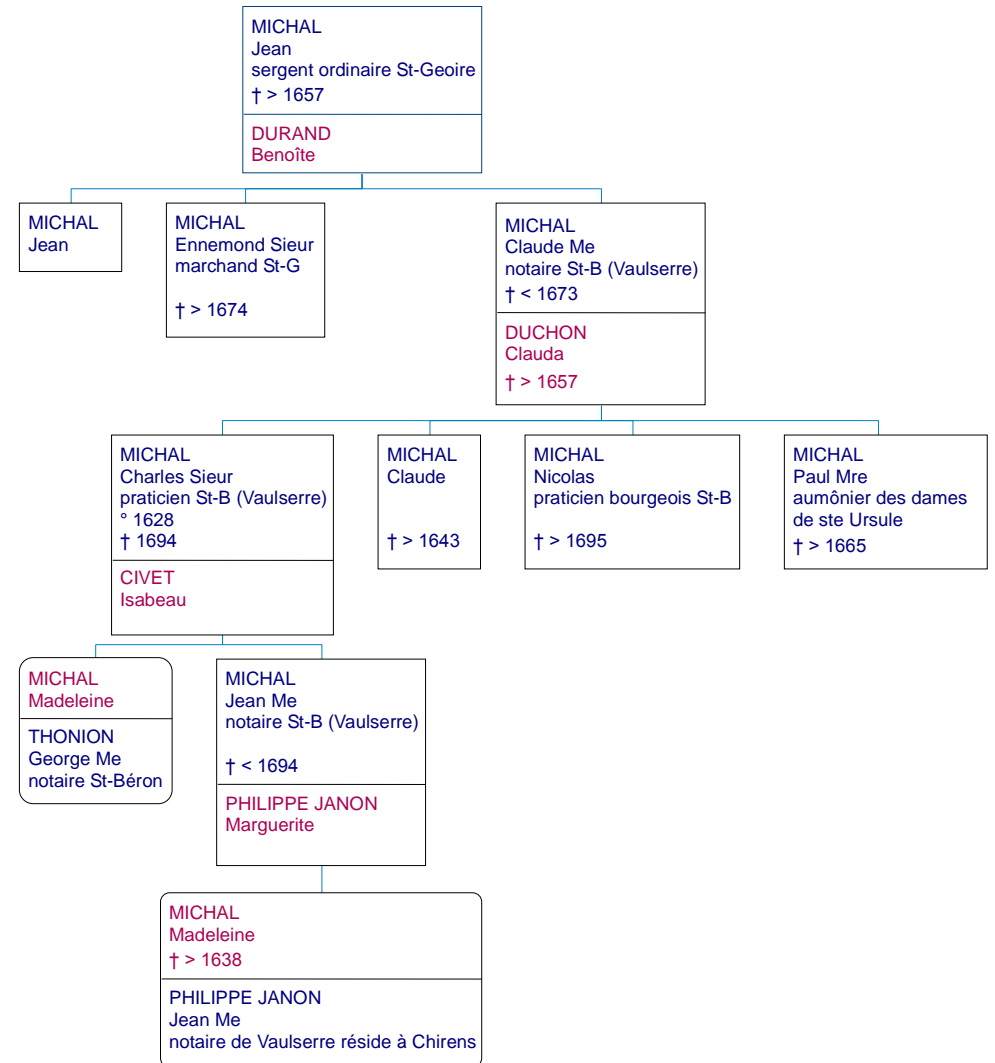 MICHAL
Jean
sergent ordinaire St-Geoire
† > 1657
DURAND
Benoîte
MICHAL
Jean
MICHAL
Ennemond Sieur
marchand St-G
† > 1674
MICHAL
Claude Me
notaire St-B (Vaulserre)
† < 1673
DUCHON
Clauda
† > 1657
MICHAL
Charles Sieur
praticien St-B (Vaulserre)
° 1628
† 1694
CIVET
Isabeau
MICHAL
Claude
† > 1643
MICHAL
Nicolas
praticien bourgeois St-B
† > 1695
MICHAL
Paul Mre
aumônier des dames
de ste Ursule
† > 1665
MICHAL
Madeleine
THONION
George Me
notaire St-Béron
MICHAL
Jean Me
notaire St-B (Vaulserre)
† < 1694
PHILIPPE JANON
Marguerite
MICHAL
Madeleine
† > 1638
PHILIPPE JANON
Jean Me
notaire de Vaulserre réside à Chirens